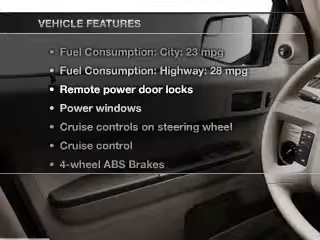 VEHICLE FEATURES
• Fuel Consumption: City: 23 mpg
• Fuel Consumption: Highway: 28 mpg
• Remote power door locks
• Power windows
• Cruise controls on steering wheel
• Cruise control
• 4-wheel ABS Brakes